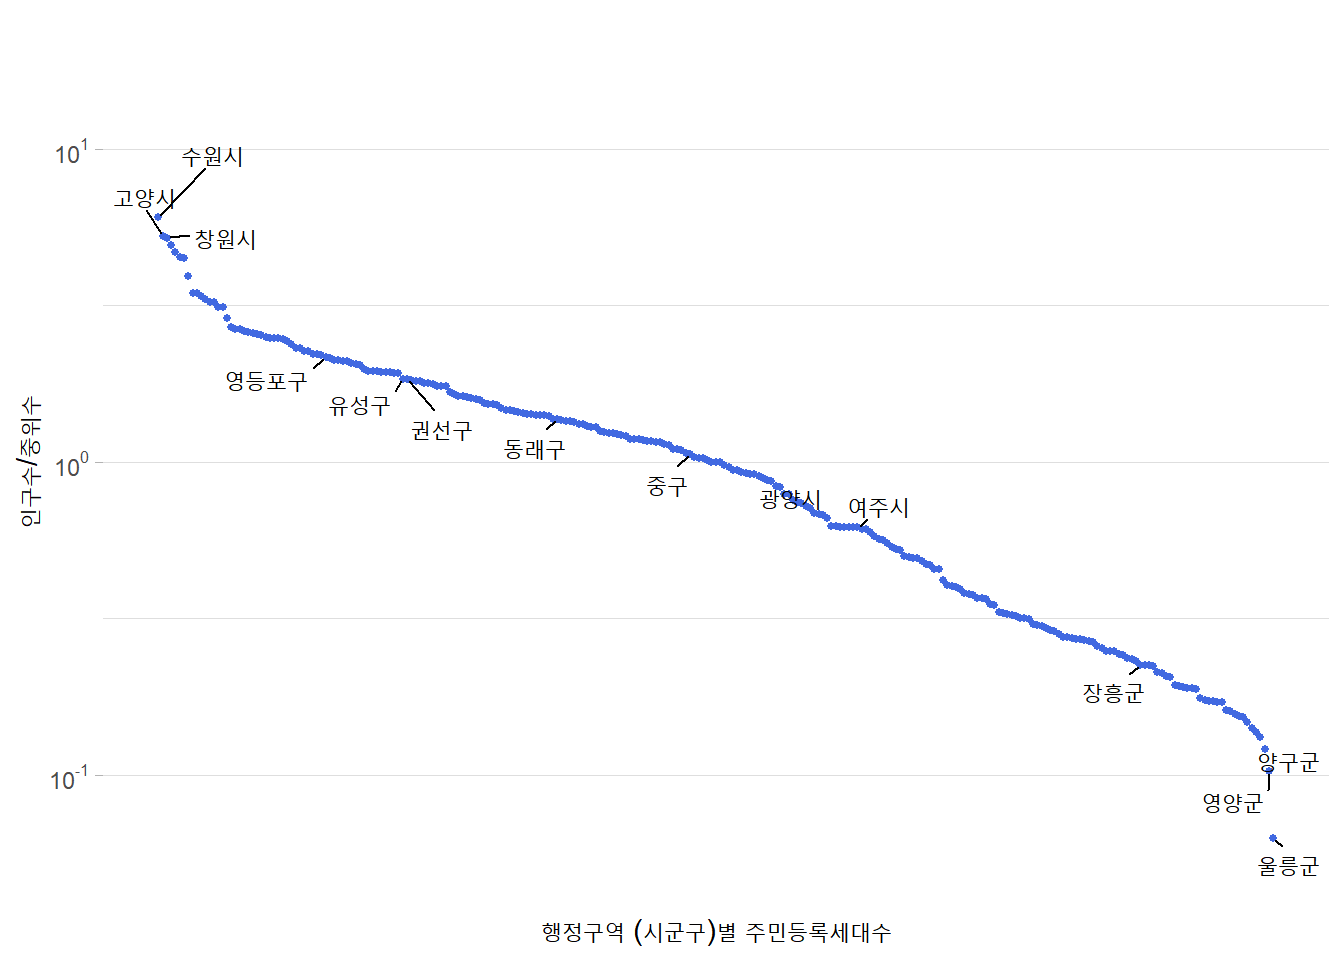 10¹
수원시
고양시
창원시
영등포구
유성구
권선구
동래구
10⁰
중구
광양시
여주시
인구수/중위수
장흥군
10⁻¹
양구군
영양군
울릉군
행정구역 (시군구)별 주민등록세대수